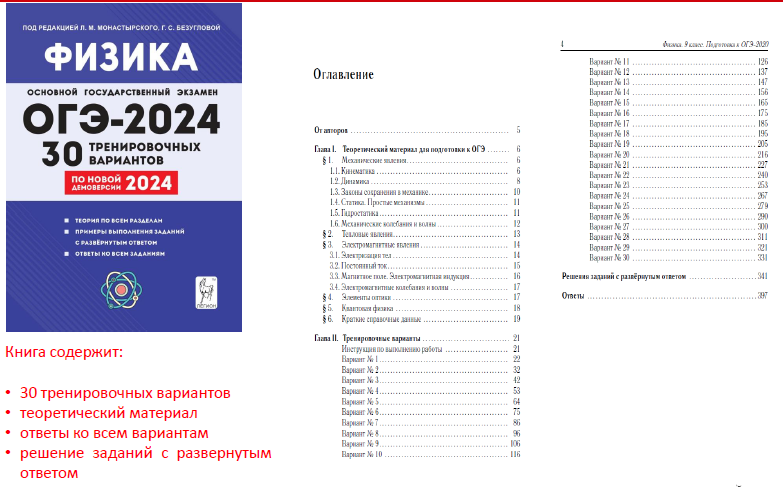 ПОД РЕДАКЦИЕЙ Л. М. МОНАСТЫРСКОГО, Г. С. БЕЗУГЛОВОЙ
ФИЗИКА
ОСНОВНОЙ ГОСУДАРСТВЕННЫЙ ЭКЗАМЕН
ОГЭ-2024
30 ТРЕНИРОВОЧНЫХ
ВАРИАНТОВ
ПО НОВОЙ
ДЕМОВЕРСИИ 2024
ТЕОРИЯ ПО ВСЕМ РАЗДЕЛАМ
ПРИМЕРЫ ВЫПОЛНЕНИЯ ЗАДАНИЙ
С РАЗВЁРНУТЫМ ОТВЕТОМ
ОТВЕТЫ КО ВСЕМ ЗАДАНИЯМ
ЛЕГИОН
Книга содержит:
• 30 тренировочных вариантов
• теоретический материал
• ответы ко всем вариантам
• решение заданий с развернутым
ответом
Оглавление
От авторов 5
Глава I. Теоретический материал для подготовки к ОГЭ 6
§ 1. Механические явления 6
1.1. Кинематика 6
1.2. Динамика 8
1.3. Законы сохранения в механике 10
1.4. Статика. Простые механизмы 11
1.5. Гидростатика 11
1.6. Механические колебания и волны 12
§ 2. Тепловые явления 13
§ 3. Электромагнитные явления 14
3.1. Электризация тел 14
3.2. Постоянный ток 15
3.3. Магнитное поле. Электромагнитная индукция 16
3.4. Электромагнитные колебания и волны 17
§ 4. Элементы оптики 17
§ 5. Квантовая физика 18
§ 6. Краткие справочные данные 19
Глава II. Тренировочные варианты 21
Инструкция по выполнению работы 21
Вариант № 1 22
Вариант № 2 32
Вариант № 3 42
Вариант № 4 53
Вариант № 5 64
Вариант № 6 75
Вариант № 7 86
Вариант № 8 96
Вариант № 9 106
Вариант № 10 116
4 Физика. 9 класс. Подготовка к ОГЭ-2020
Вариант № 11 126
Вариант № 12 137
Вариант № 13 147
Вариант № 14 156
Вариант № 15 165
Вариант № 16 175
Вариант № 17 185
Вариант № 18 195
Вариант № 19 205
Вариант № 20 216
Вариант № 21 227
Вариант № 22 240
Вариант № 23 253
Вариант № 24 267
Вариант № 25 279
Вариант № 26 290
Вариант № 27 300
Вариант № 28 311
Вариант № 29 321
Вариант № 30 331
Решения заданий с развёрнутым ответом 341
Ответы 397